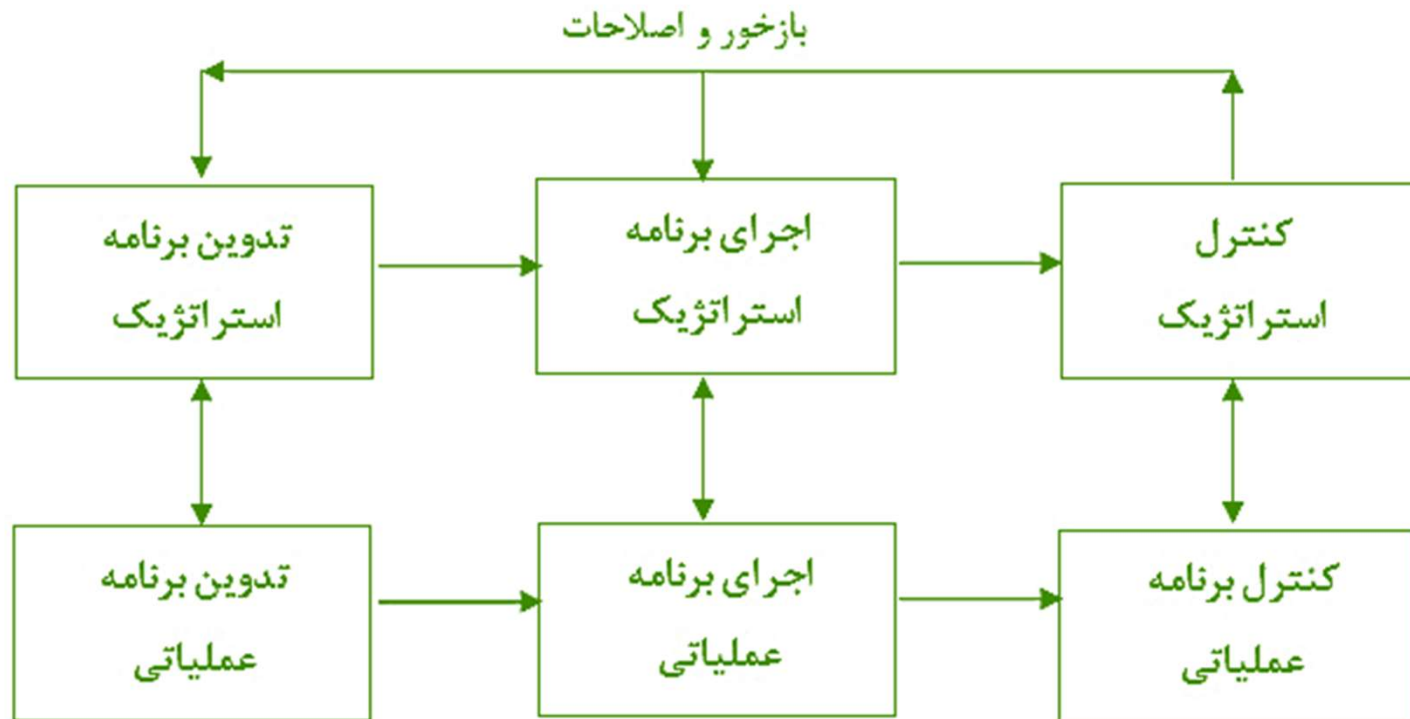 بازخور و اصلاحات
تدوین برنامه
استراتژیک
اجرای برنامه
استراتژیک
کنترل
استراتژیک
تدوین برنامه
عملیاتی
اجرای برنامه
عملیاتی
کنترل برنامه
عملیاتی